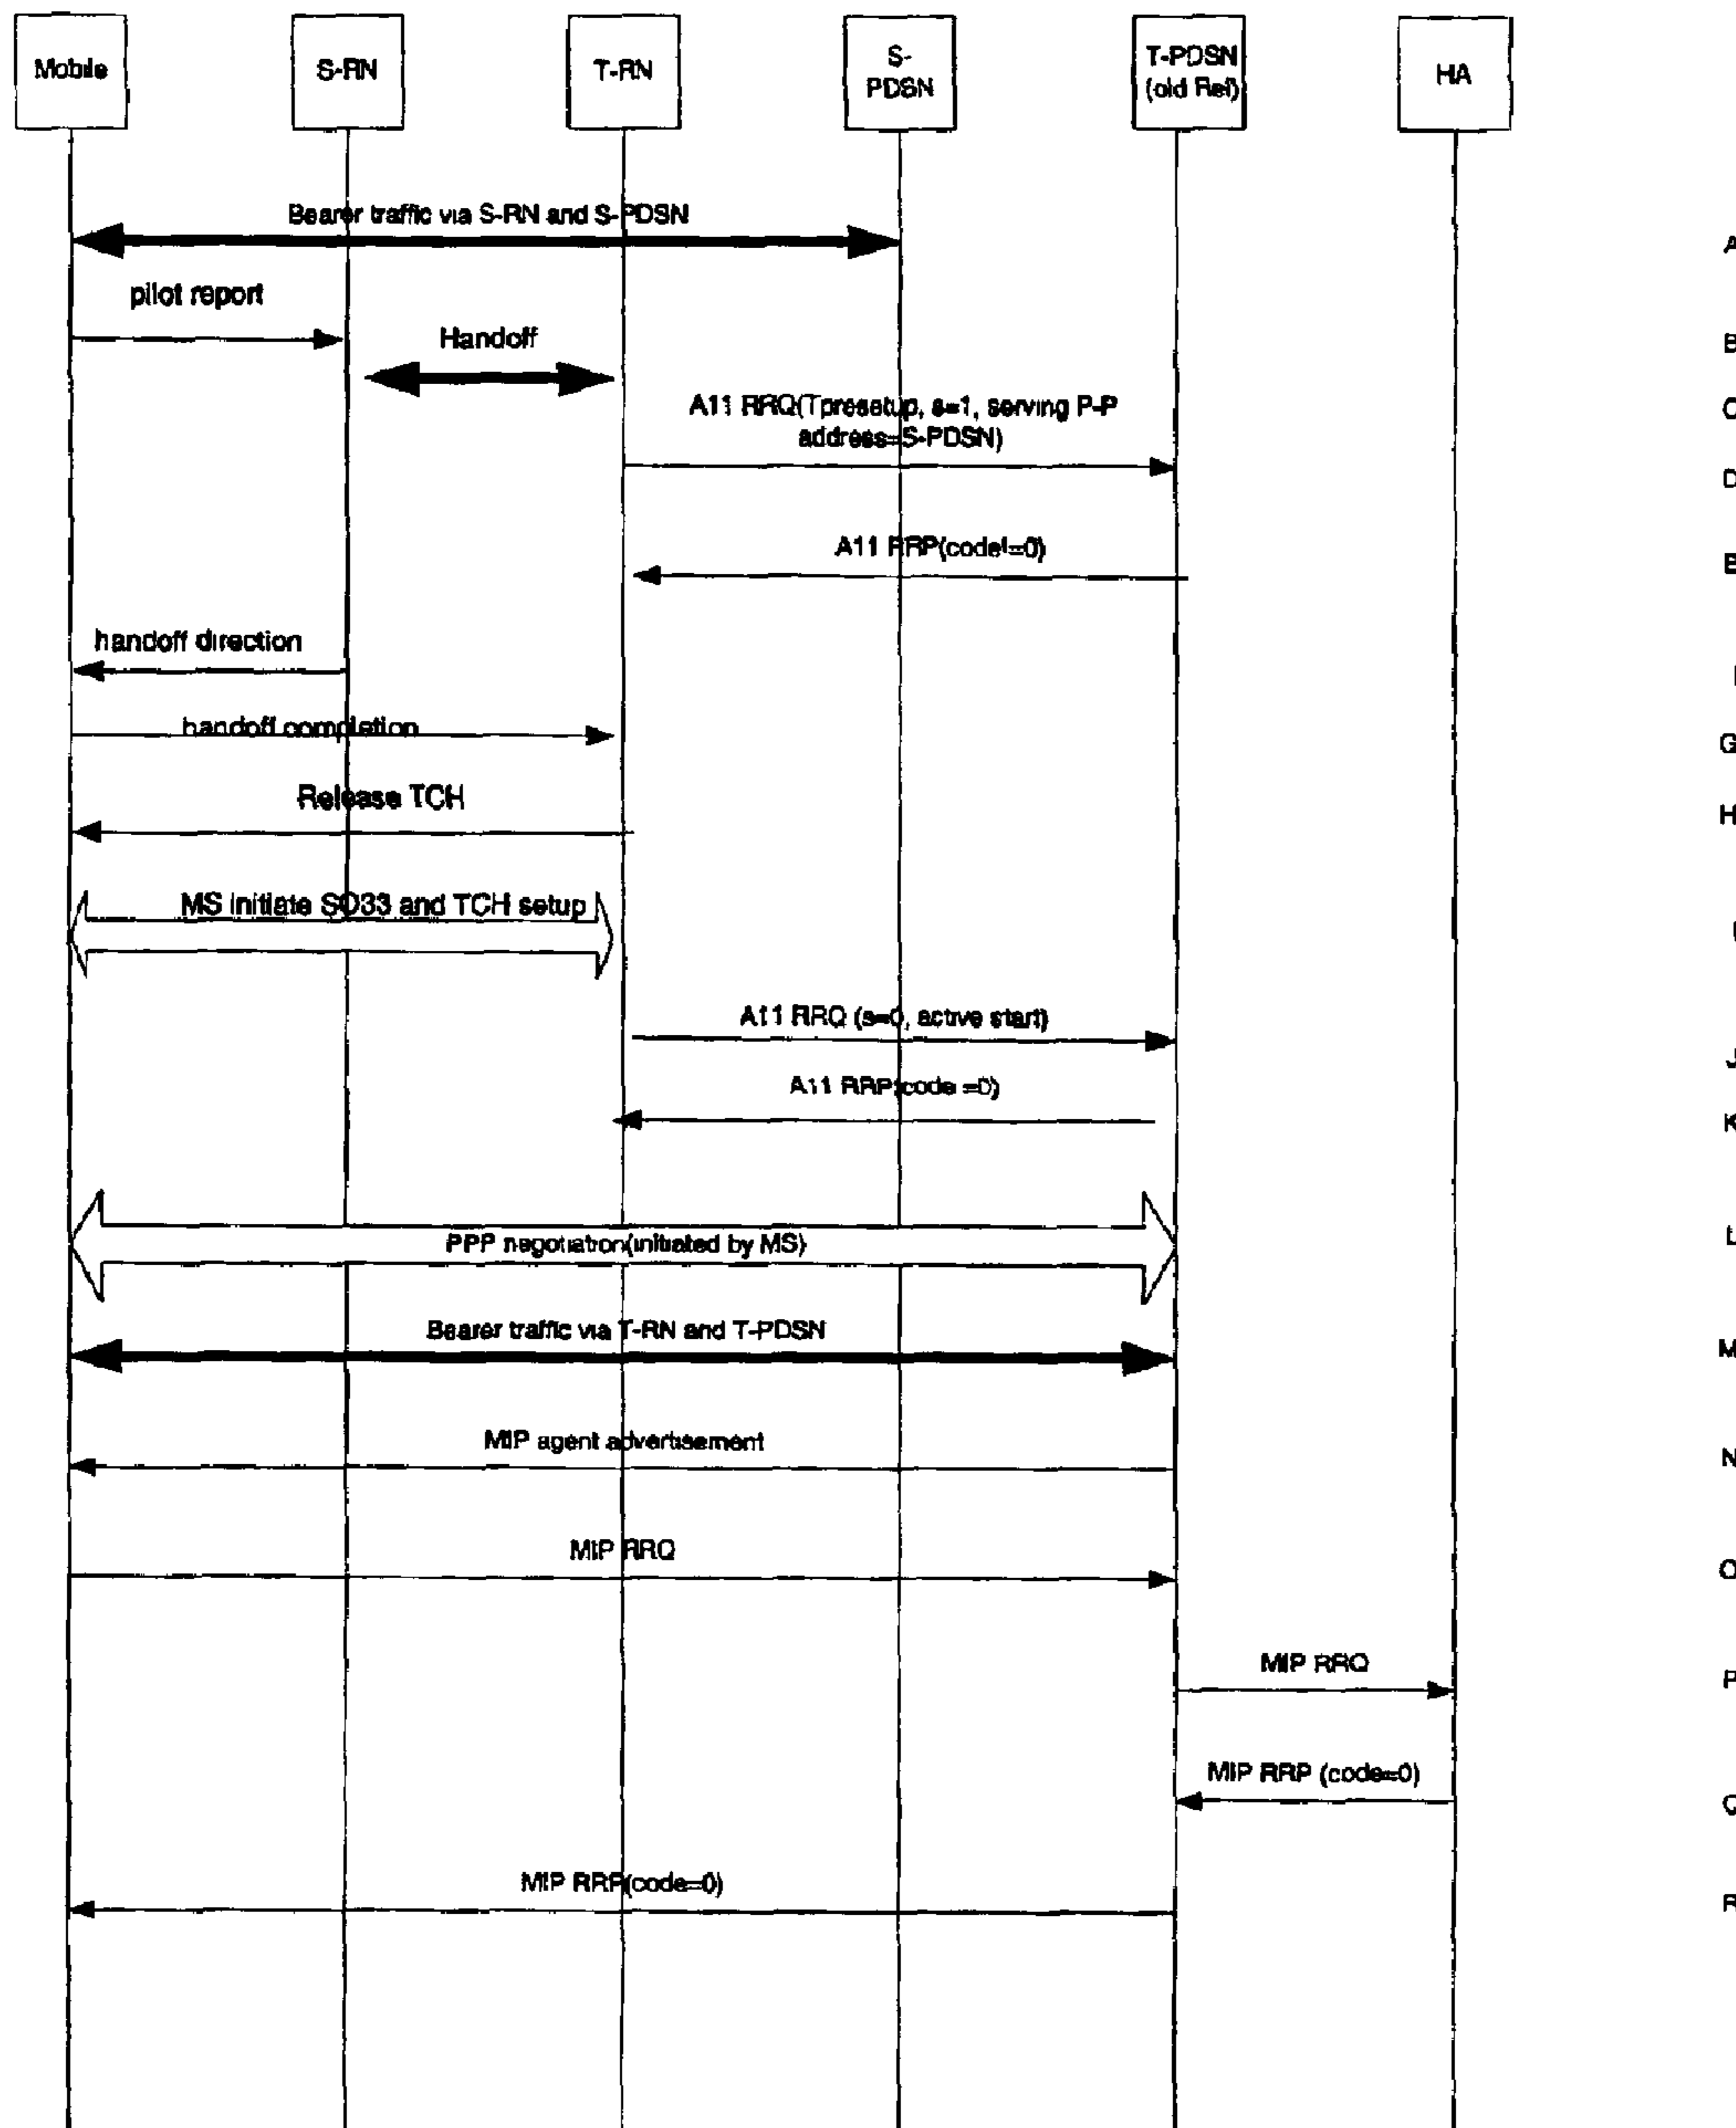 Mobile
S-RN
T-RN
S-
PDSN
T-PDSN
(old Rel)
HA
Bearer traffic via S-RN and S-PDSN
A
pilot report
B
Handoff
A11 RRQ(Tpresetup, s=1, serving P-P
address=S-PDSN)
C
D
A11 RRP(code!=0)
E
handoff direction
handoff completion
G
Release TCH
H
MS initiate SO33 and TCH setup
A11 RRQ (s=0, active start)
J
A11 RRP(code =0)
K
PPP negotiation(initiated by MS)
L
Bearer traffic via T-RN and T-PDSN
M
MIP agent advertisement
N
MIP RRQ
O
MIP RRQ
P
MIP RRP (code=0)
Q
MIP RRP(code=0)
R